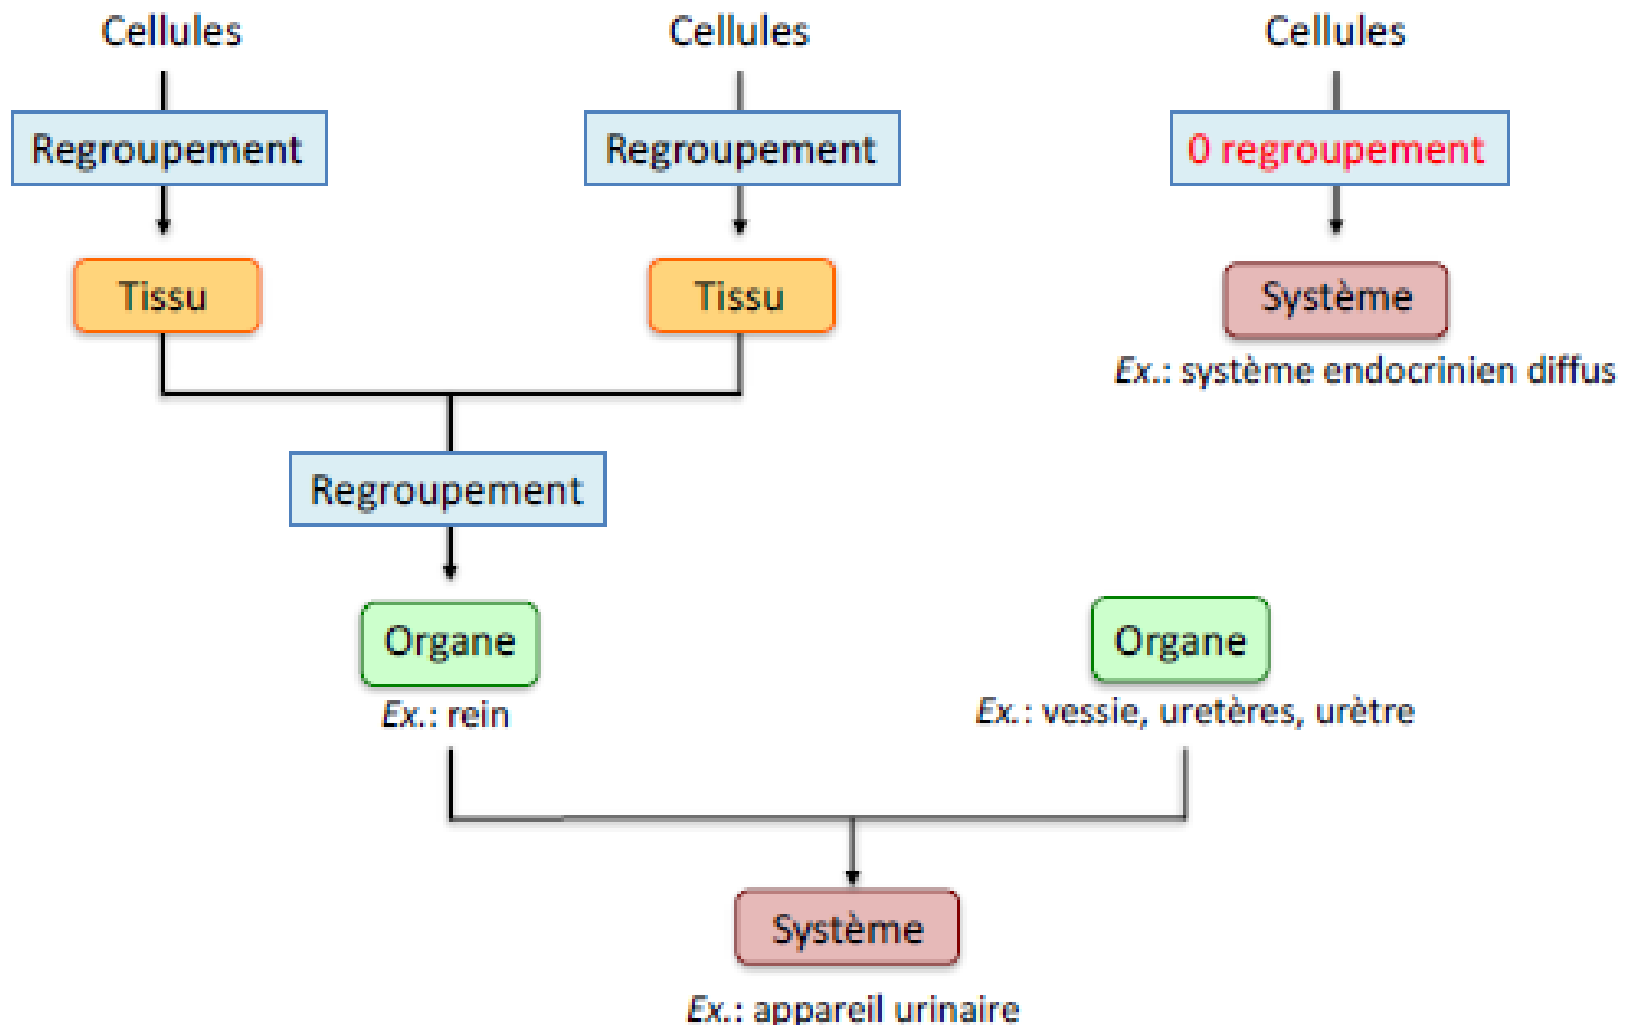 Cellules
Cellules
Cellules
Regroupement
Regroupement
0 regroupement
Tissu
Tissu
Système
Ex.: système endocrinien diffus
Regroupement
Organe
Organe
Ex.: rein
Ex.: vessie, uretères, urètre
Système
Ex.: appareil urinaire